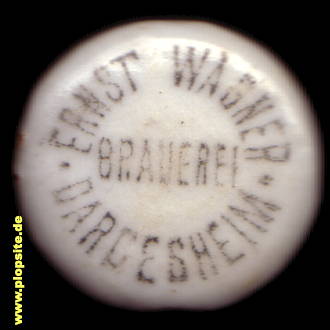 · ERNST WAGNER ·
BRAUEREI
DARDESHEIM
www.plopsite.de